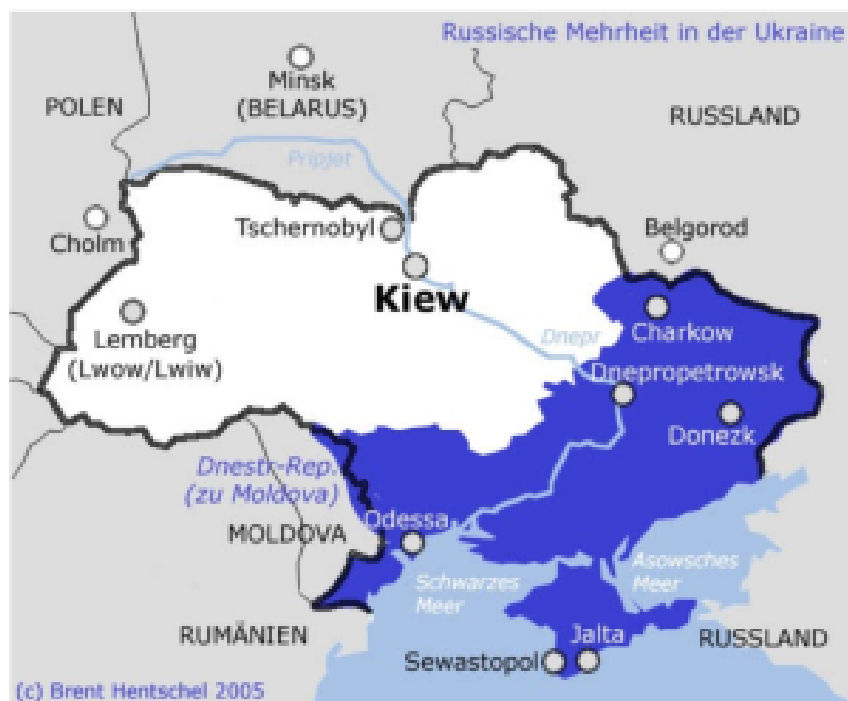 Russische Mehrheit in der Ukraine
Minsk
(BELARUS)
POLEN
RUSSLAND
Pripjet
Tschernobyl
Cholm
Belgorod
Kiew
Lemberg
(Lwow/Lwiw)
Dnepr
Charkow
Dnepropetrowsk
Donezk
Dnestr-Rep.
(zu Moldova)
Odessa
MOLDOVA
Schwarzes
Meer
Asowsches
Meer
RUMÄNIEN
Jalta
RUSSLAND
Sewastopol
(c) Brent Hentschel 2005